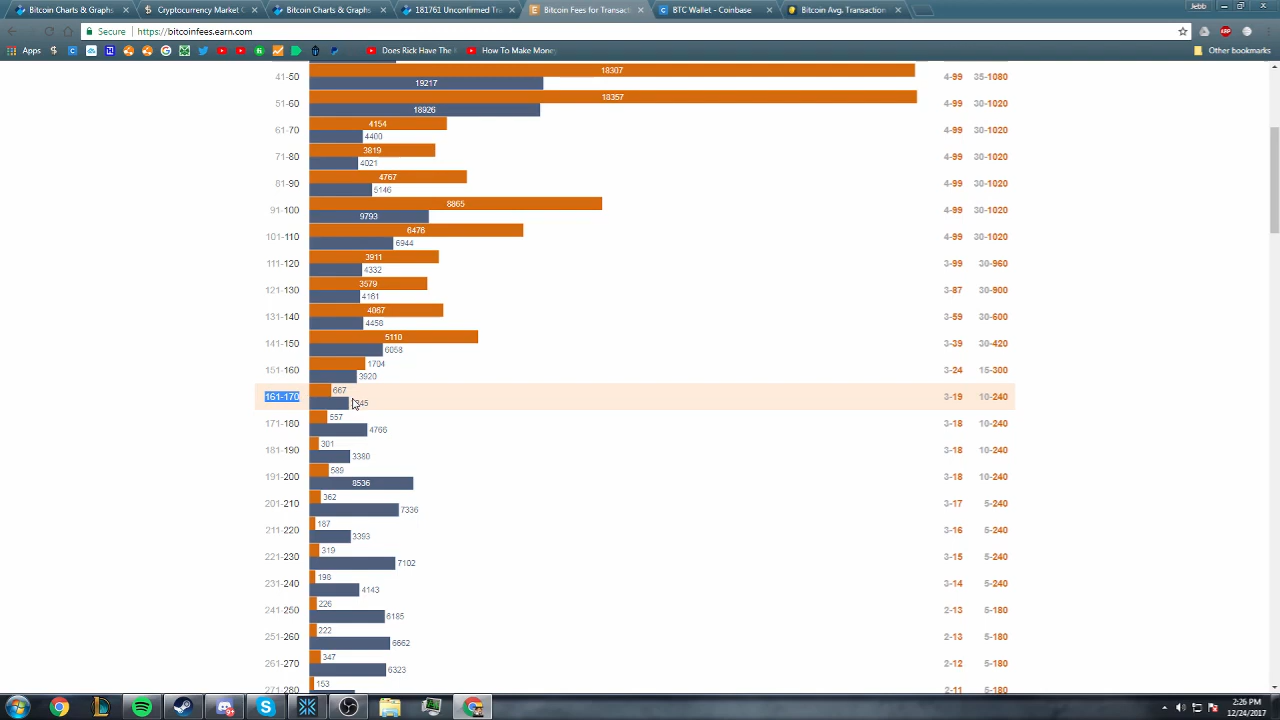 Bitcoin Charts & Graphs
Cryptocurrency Market C
Bitcoin Charts & Graphs
181761 Unconfirmed Tra
Bitcoin Fees for Transac
BTC Wallet - Coinbase
Bitcoin Avg. Transaction
Jebb
Secure
https://bitcoinfees.earn.com
Apps
Does Rick Have The
How To Make Money
Other bookmarks
18307
41-50 19217 4-99 35-1080
18357
51-60 18926 4-99 30-1020
4154
61-70 4400 4-99 30-1020
3819
71-80 4021 4-99 30-1020
4767
81-90 5146 4-99 30-1020
8865
91-100 9793 4-99 30-1020
6476
101-110 6944 4-99 30-1020
3911
111-120 4332 3-99 30-960
3579
121-130 4161 3-87 30-900
4067
131-140 4458 3-59 30-600
5110
141-150 6058 3-39 30-420
1704
151-160 3920 3-24 15-300
667
161-170 345 3-19 10-240
557
171-180 4766 3-18 10-240
301
181-190 3380 3-18 10-240
589
191-200 8536 3-18 10-240
362
201-210 7336 3-17 5-240
187
211-220 3393 3-16 5-240
319
221-230 7102 3-15 5-240
198
231-240 4143 3-14 5-240
226
241-250 6185 2-13 5-180
222
251-260 6662 2-13 5-180
347
261-270 6323 2-12 5-180
153
271-280 2-11 5-180
2:26 PM
12/24/2017